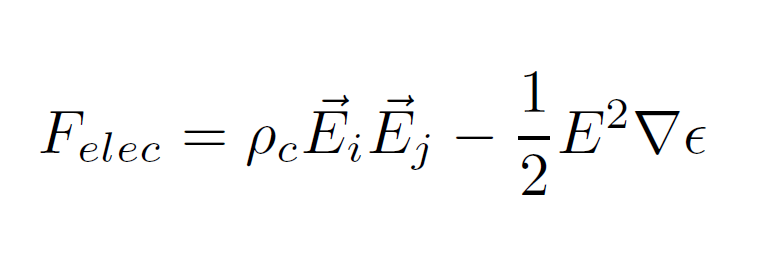 $F_{elec} = \rho_c \vec{E}_i \vec{E}_j - \frac{1}{2} E^2 \nabla \epsilon$